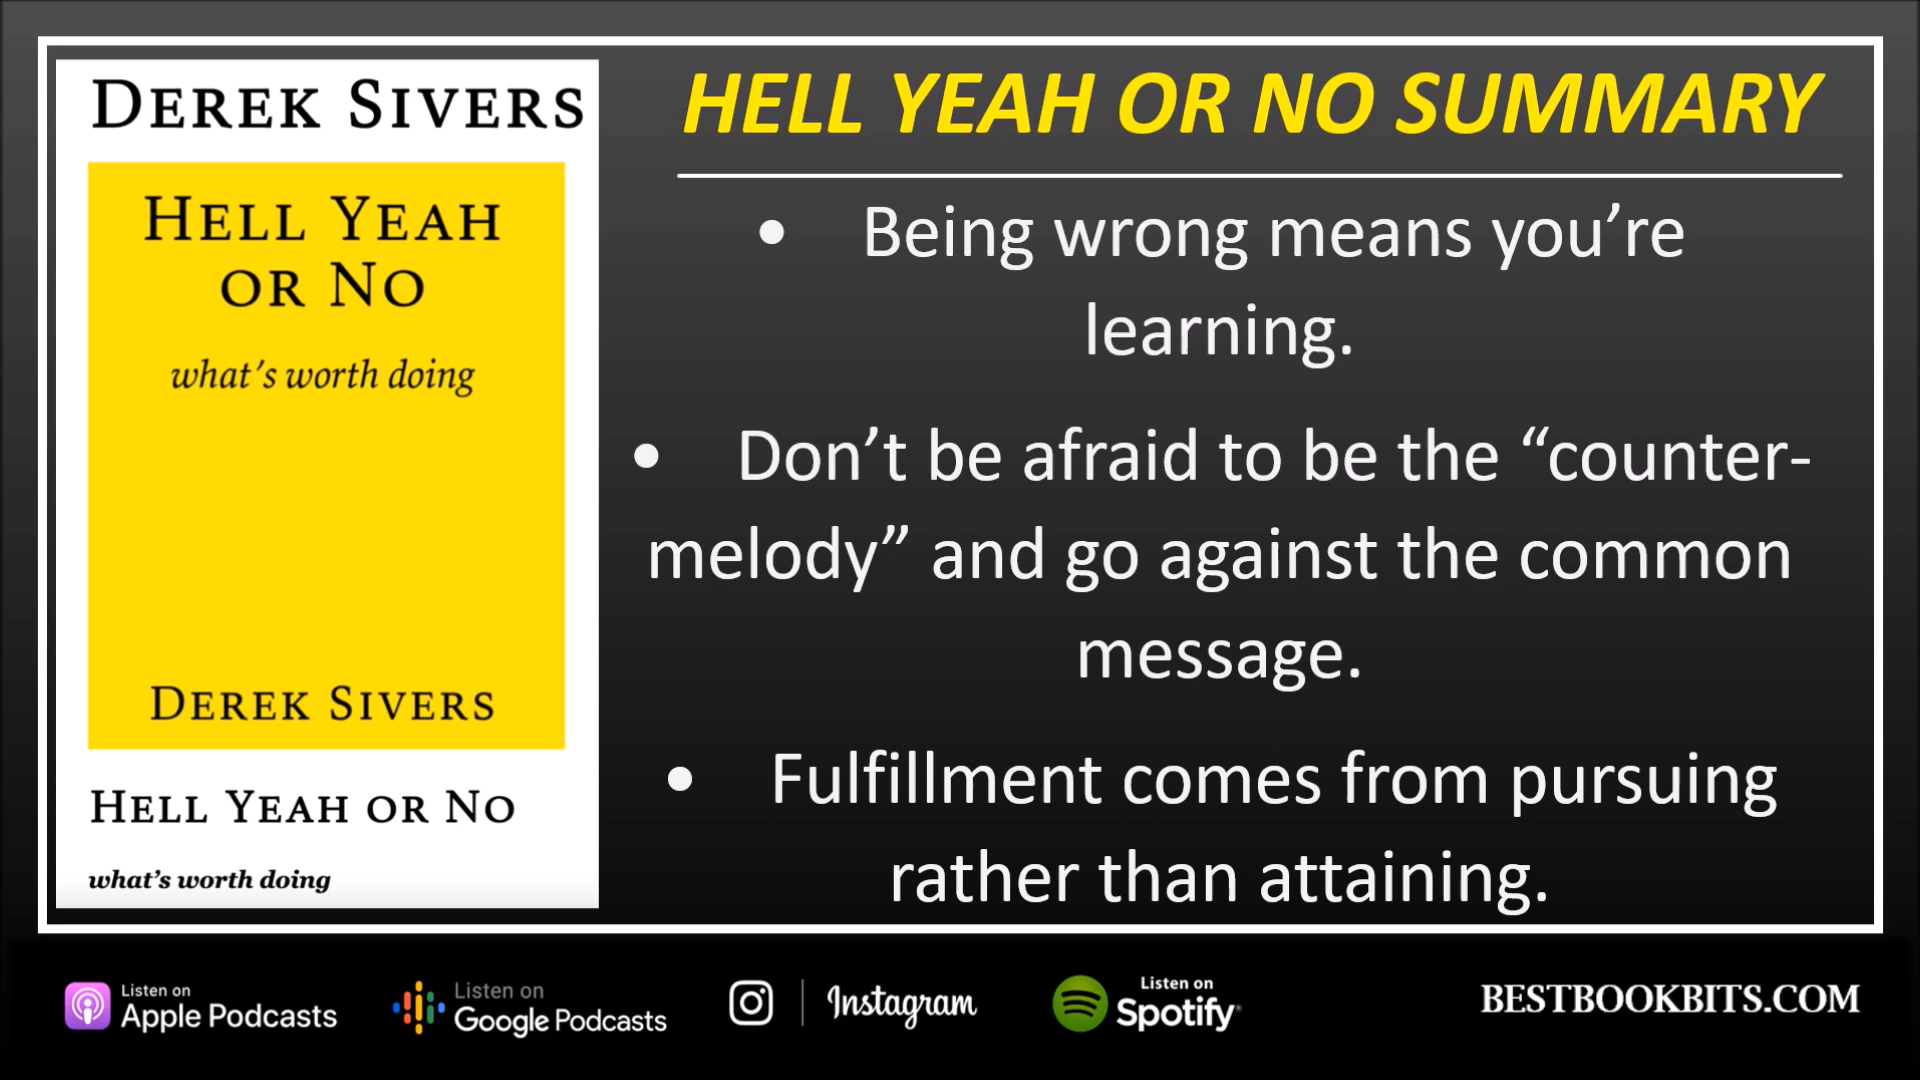 DEREK SIVERS
HELL YEAH
OR NO
what's worth doing
DEREK SIVERS
HELL YEAH OR NO
what's worth doing
HELL YEAH OR NO SUMMARY
• Being wrong means you’re
learning.
• Don’t be afraid to be the “counter-
melody” and go against the common
message.
• Fulfillment comes from pursuing
rather than attaining.
Listen on
Apple Podcasts
Listen on
Google Podcasts
Instagram
Listen on
Spotify
BESTBOOKBITS.COM